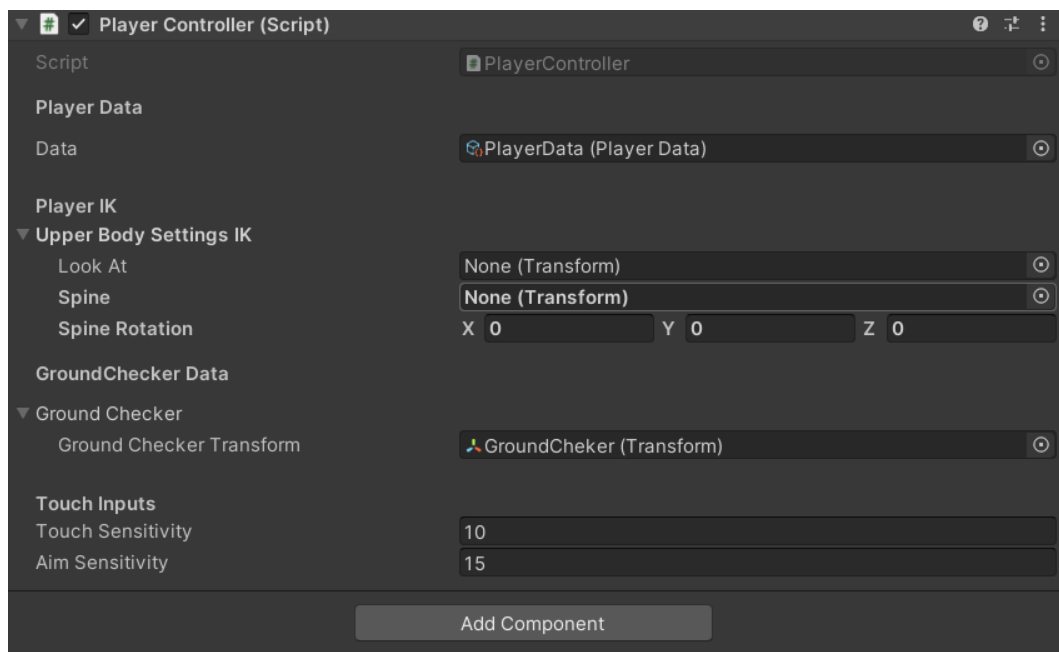 Player Controller (Script)
Script PlayerController
Player Data
Data PlayerData (Player Data)
Player IK
Upper Body Settings IK
Look At None (Transform)
Spine None (Transform)
Spine Rotation X 0 Y 0 Z 0
GroundChecker Data
Ground Checker
Ground Checker Transform GroundCheker (Transform)
Touch Inputs
Touch Sensitivity 10
Aim Sensitivity 15
Add Component